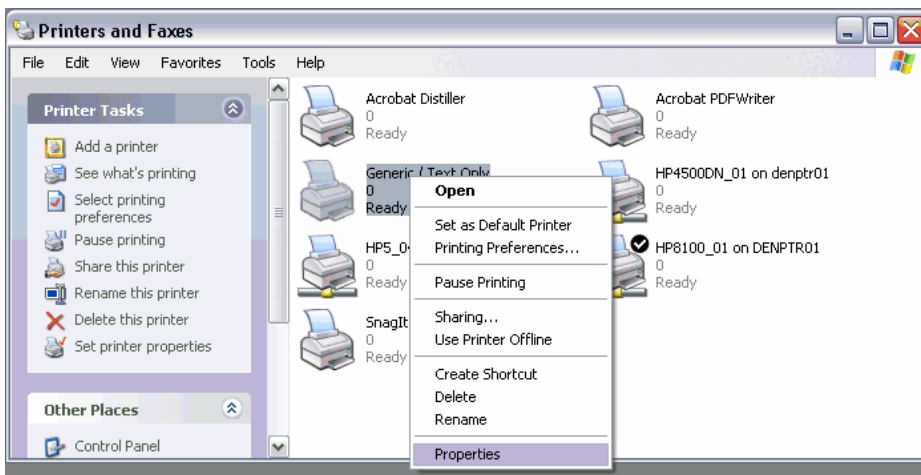 Printers and Faxes
File Edit View Favorites Tools Help
Printer Tasks
Add a printer
See what's printing
Select printing
preferences
Pause printing
Share this printer
Rename this printer
Delete this printer
Set printer properties
Other Places
Control Panel
Acrobat Distiller
0
Ready
Acrobat PDFWriter
0
Ready
Generic / Text Only
0
Ready
HP4500DN_01 on denptr01
0
Ready
HP5_0
0
Ready
HP8100_01 on DENPTR01
0
Ready
SnagIt
0
Ready
Open
Set as Default Printer
Printing Preferences...
Pause Printing
Sharing...
Use Printer Offline
Create Shortcut
Delete
Rename
Properties